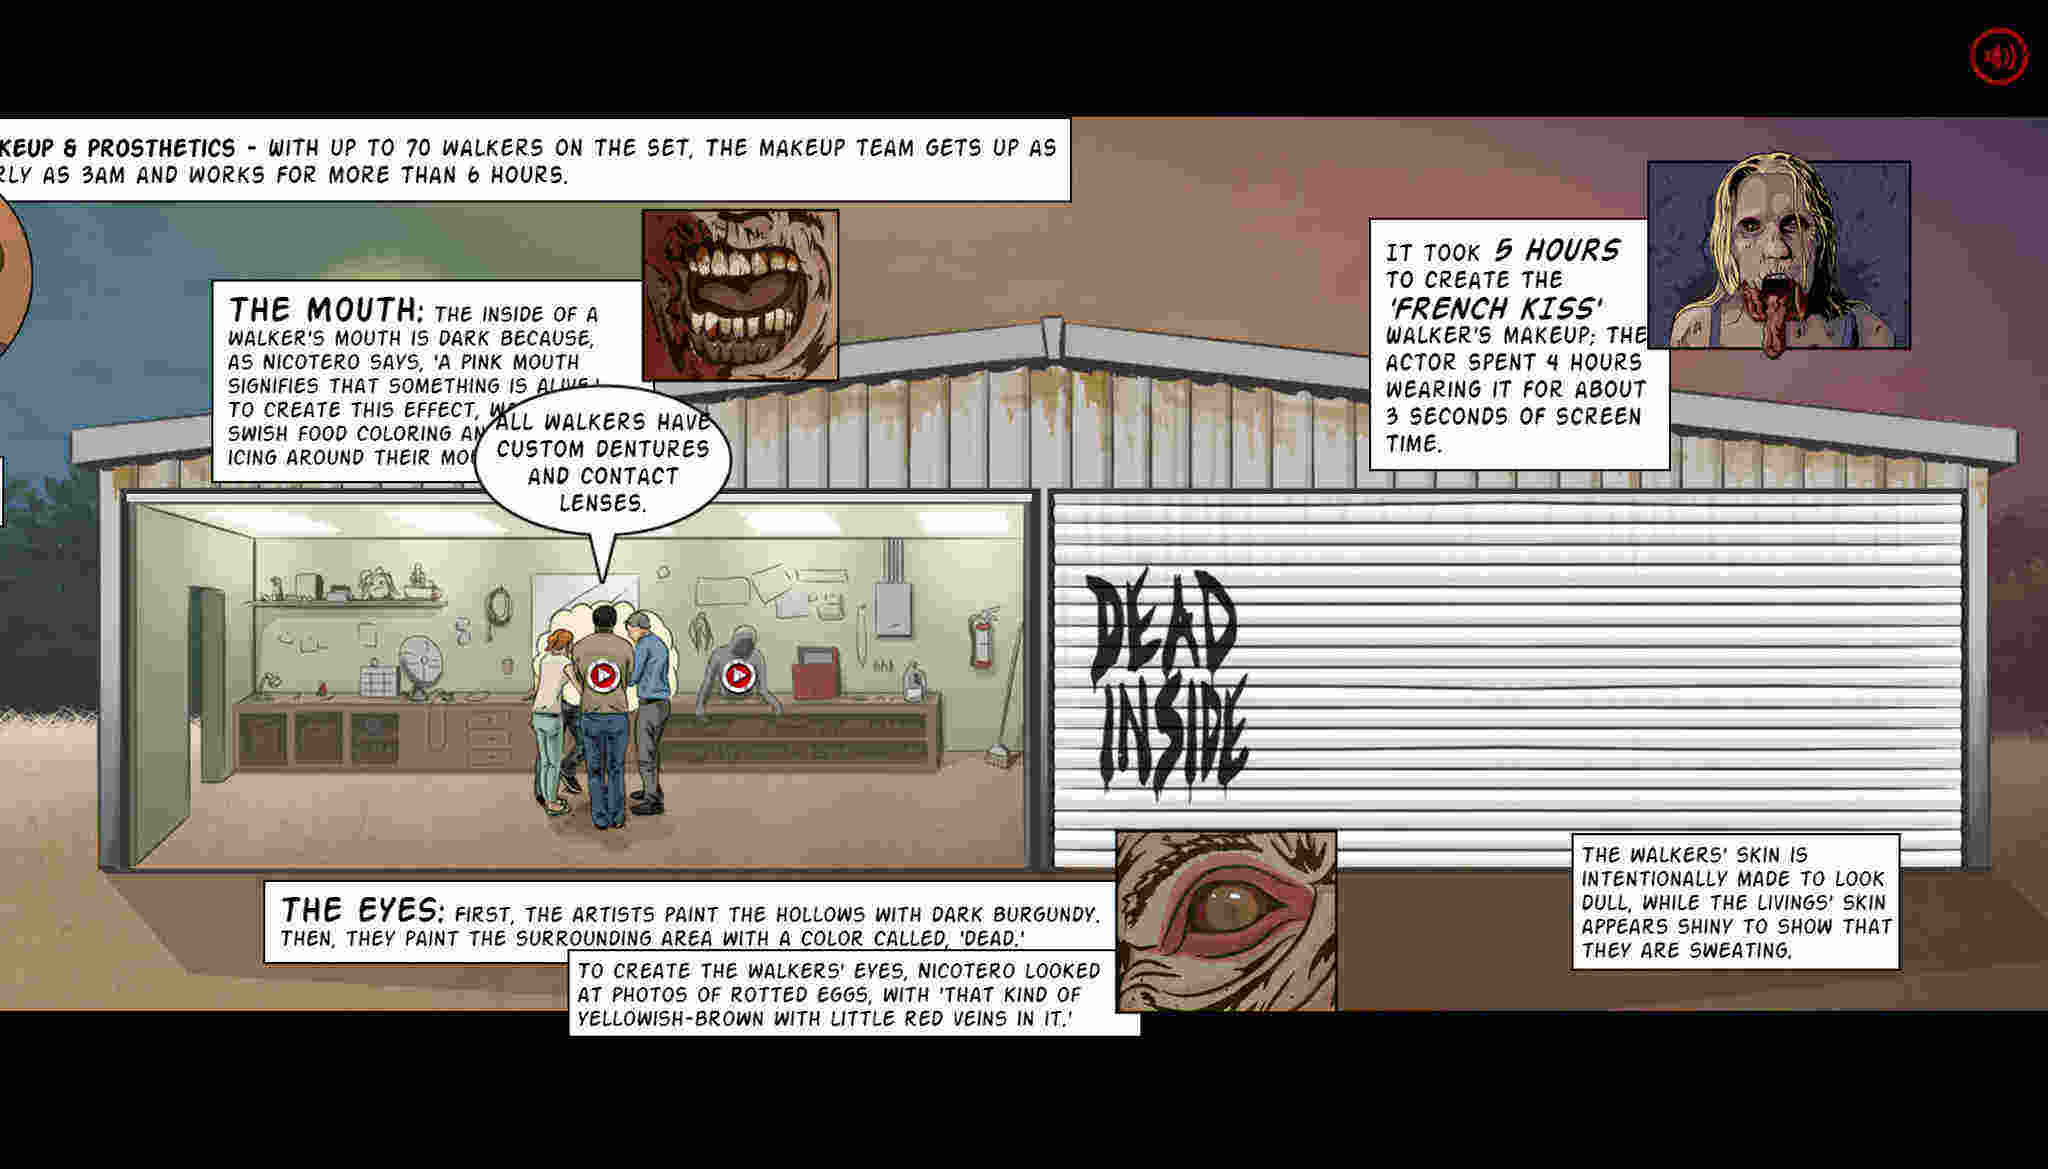 KEUP & PROSTHETICS - WITH UP TO 70 WALKERS ON THE SET, THE MAKEUP TEAM GETS UP AS
RLY AS 3AM AND WORKS FOR MORE THAN 6 HOURS.
THE MOUTH: THE INSIDE OF A
WALKER'S MOUTH IS DARK BECAUSE,
AS NICOTERO SAYS, 'A PINK MOUTH
SIGNIFIES THAT SOMETHING IS ALIVE.'
TO CREATE THIS EFFECT,
SWISH FOOD COLORING
ICING AROUND THEIR
ALL WALKERS HAVE
CUSTOM DENTURES
AND CONTACT
LENSES.
IT TOOK 5 HOURS
TO CREATE THE
'FRENCH KISS'
WALKER'S MAKEUP; THE
ACTOR SPENT 4 HOURS
WEARING IT FOR ABOUT
3 SECONDS OF SCREEN
TIME.
DEAD
INSIDE
THE EYES: FIRST, THE ARTISTS PAINT THE HOLLOWS WITH DARK BURGUNDY.
THEN, THEY PAINT THE SURROUNDING AREA WITH A COLOR CALLED, 'DEAD.'
TO CREATE THE WALKERS' EYES, NICOTERO LOOKED
AT PHOTOS OF ROTTED EGGS, WITH 'THAT KIND OF
YELLOWISH-BROWN WITH LITTLE RED VEINS IN IT.'
THE WALKERS' SKIN IS
INTENTIONALLY MADE TO LOOK
DULL, WHILE THE LIVINGS' SKIN
APPEARS SHINY TO SHOW THAT
THEY ARE SWEATING.